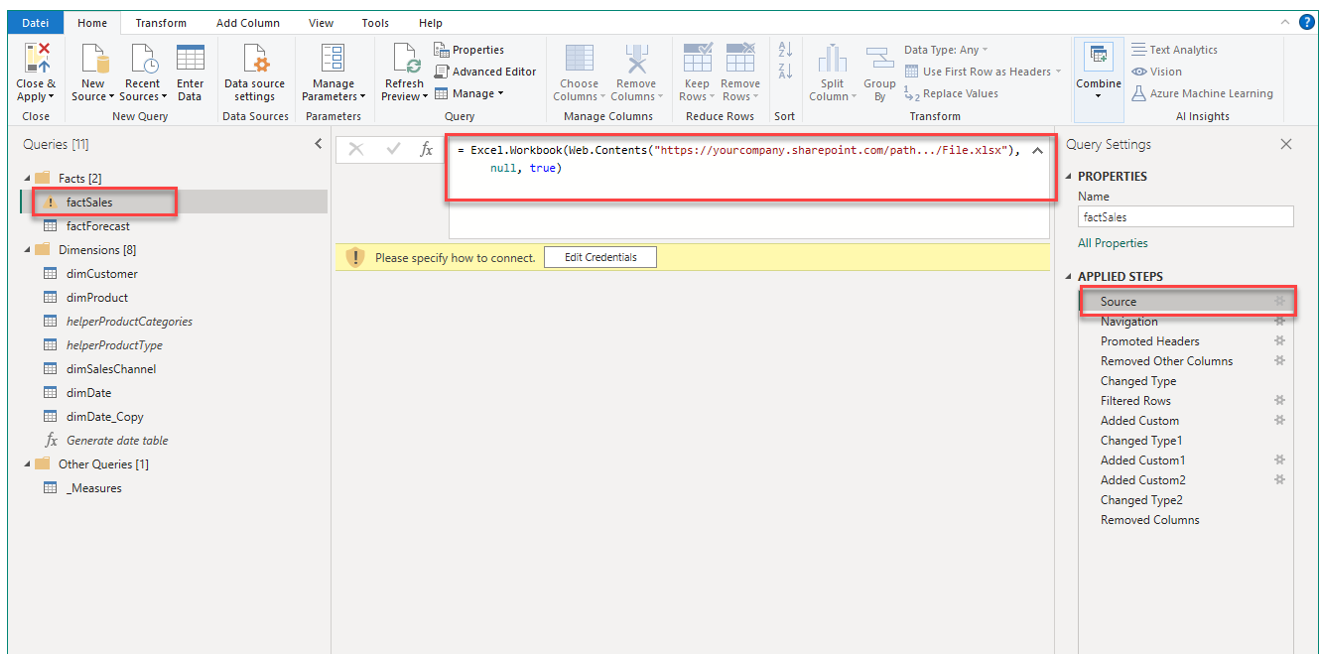 Datei Home Transform Add Column View Tools Help
Close & Apply
New Source
Recent Sources
Enter Data
Data source settings
Manage Parameters
Refresh Preview
Properties
Advanced Editor
Manage
Choose Columns
Remove Columns
Keep Rows
Remove Rows
Split Column
Group By
Data Type: Any
Use First Row as Headers
Replace Values
Combine
Text Analytics
Vision
Azure Machine Learning
Close New Query Data Sources Parameters Query Manage Columns Reduce Rows Sort Transform AI Insights
Queries [11]
Facts [2]
factSales
factForecast
Dimensions [8]
dimCustomer
dimProduct
helperProductCategories
helperProductType
dimSalesChannel
dimDate
dimDate_Copy
fx Generate date table
Other Queries [1]
_Measures
fx = Excel.Workbook(Web.Contents("https://yourcompany.sharepoint.com/path.../File.xlsx"),
null, true)
Please specify how to connect. Edit Credentials
Query Settings
PROPERTIES
Name
factSales
All Properties
APPLIED STEPS
Source
Navigation
Promoted Headers
Removed Other Columns
Changed Type
Filtered Rows
Added Custom
Changed Type1
Added Custom1
Added Custom2
Changed Type2
Removed Columns